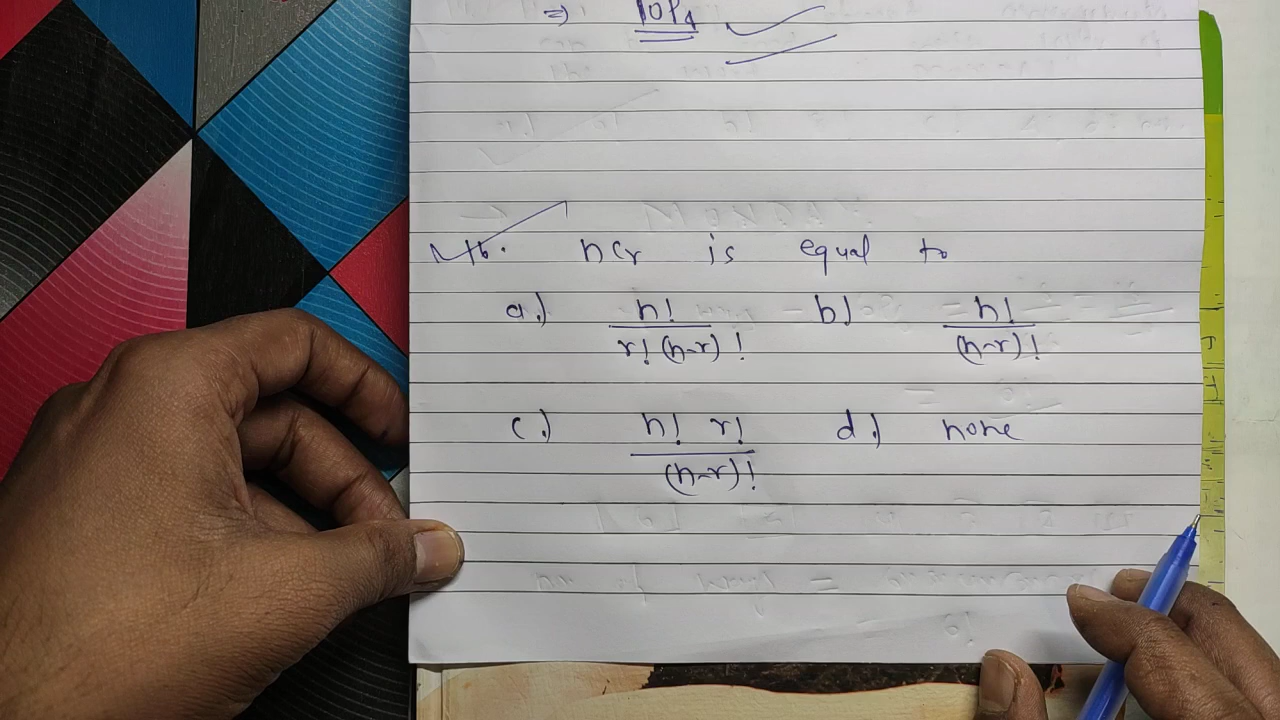 ⇒ 10P4
16. nCr is equal to
a.) n! / r! (n-r)! b) n! / (n-r)!
c.) n! r! / (n-r)! d.) none